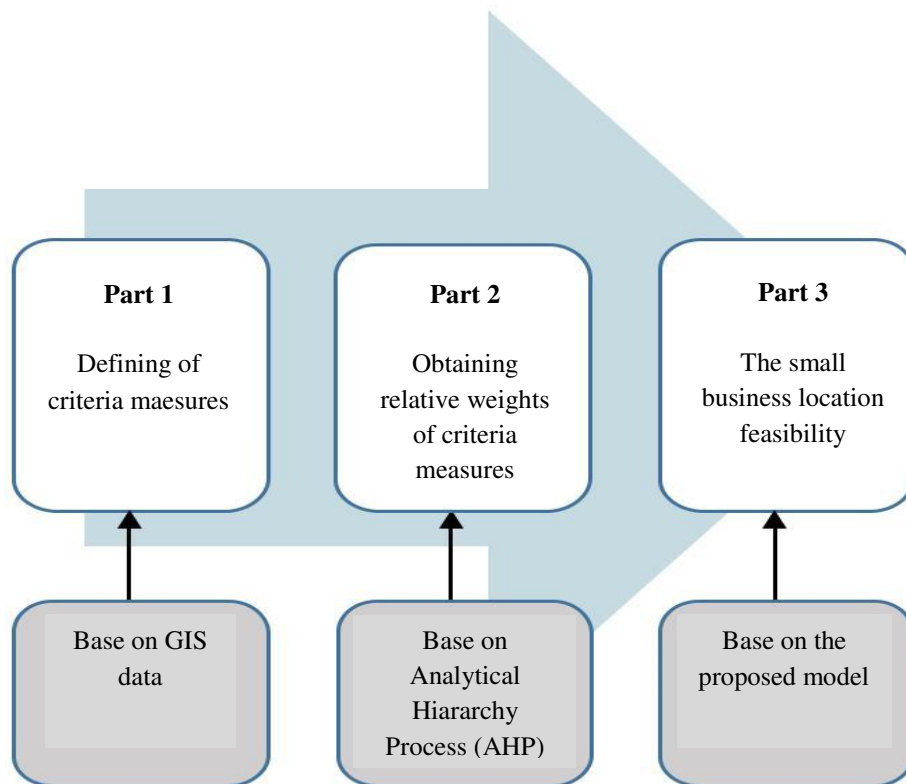 Part 1
Defining of
criteria maesures
Part 2
Obtaining
relative weights
of criteria
measures
Part 3
The small
business location
feasibility
Base on GIS
data
Base on
Analytical
Hiararchy
Process (AHP)
Base on the
proposed model